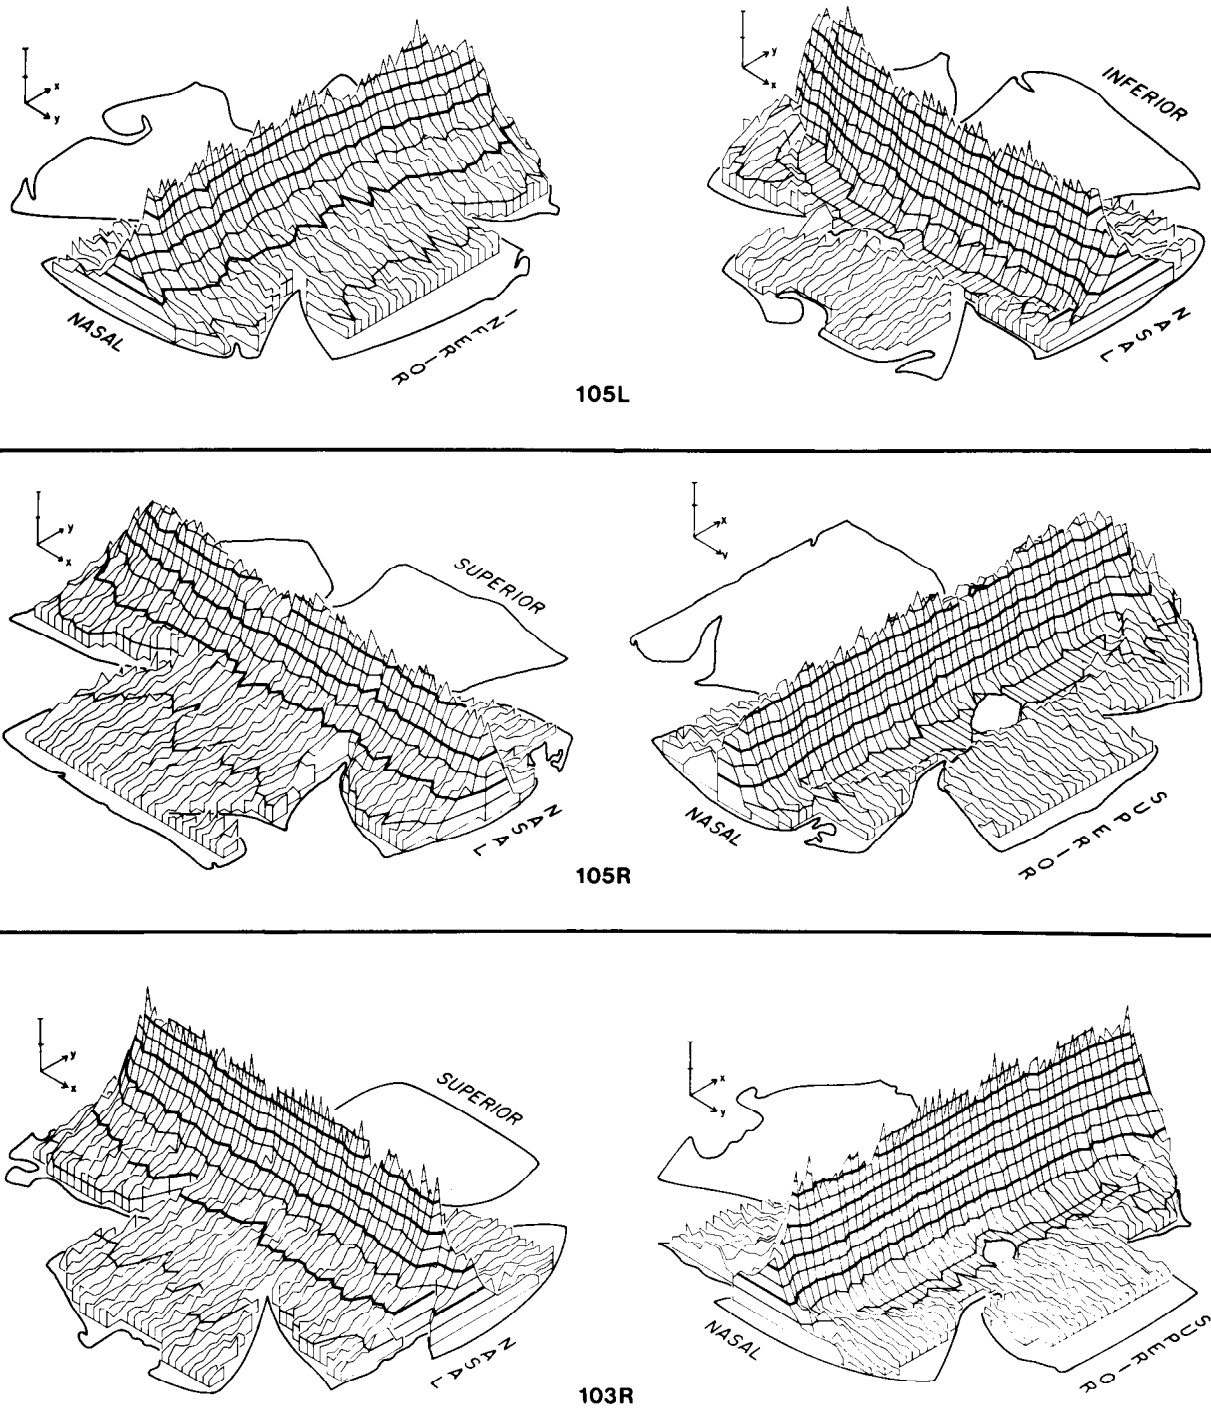 x
y
NASAL
INFERIOR
y
x
INFERIOR
NASAL
105L
y
x
SUPERIOR
NASAL
x
y
NASAL
SUPERIOR
105R
y
x
SUPERIOR
NASAL
x
y
NASAL
SUPERIOR
103R